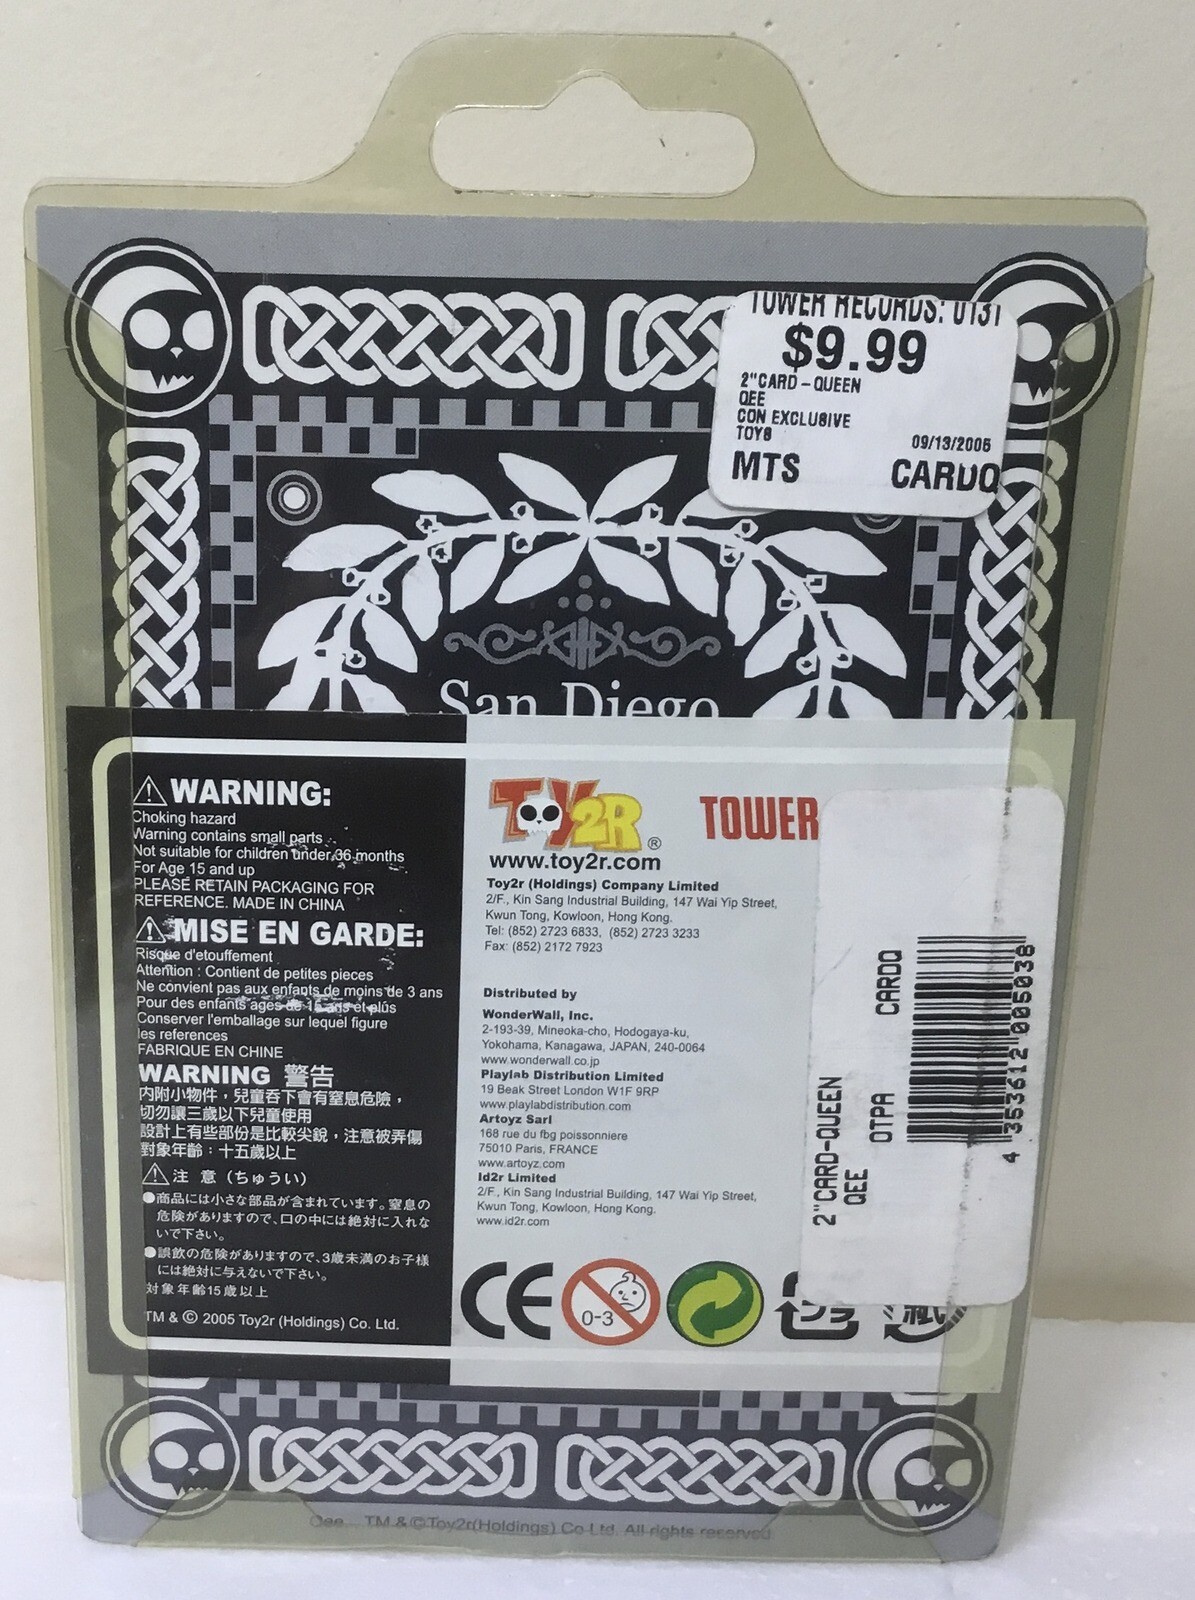 TOWER RECORDS: 0131
$9.99
2"CARD-QUEEN
QEE
CON EXCLUSIVE
TOYS
09/13/2005
MTS CARDQ
San Diego
WARNING:
Choking hazard
Warning contains small parts
Not suitable for children under 36 months
For Age 15 and up
PLEASE RETAIN PACKAGING FOR
REFERENCE. MADE IN CHINA
MISE EN GARDE:
Risque d'etouffement
Attention : Contient de petites pieces
Ne convient pas aux enfants de moins de 3 ans
Pour des enfants ages de 15 ans et plus
Conserver l'emballage sur lequel figure
les references
FABRIQUE EN CHINE
WARNING 警告
內附小物件，兒童吞下會有窒息危險，
切勿讓三歲以下兒童使用
設計上有些部份是比較尖銳，注意被弄傷
對象年齡：十五歲以上
注 意 (ちゅうい)
●商品には小さな部品が含まれています。窒息の
危険がありますので、口の中には絶対に入れな
いで下さい。
●誤飲の危険がありますので、3歳未満のお子様
には絶対に与えないで下さい。
対象年齢15歳以上
TM & © 2005 Toy2r (Holdings) Co. Ltd.
TOY2R ®
TOWER
www.toy2r.com
Toy2r (Holdings) Company Limited
2/F., Kin Sang Industrial Building, 147 Wai Yip Street,
Kwun Tong, Kowloon, Hong Kong.
Tel: (852) 2723 6833, (852) 2723 3233
Fax: (852) 2172 7923
Distributed by
WonderWall, Inc.
2-193-39, Mineoka-cho, Hodogaya-ku,
Yokohama, Kanagawa, JAPAN, 240-0064
www.wonderwall.co.jp
Playlab Distribution Limited
19 Beak Street London W1F 9RP
www.playlabdistribution.com
Artoyz Sarl
168 rue du fbg poissonniere
75010 Paris, FRANCE
www.artoyz.com
Id2r Limited
2/F., Kin Sang Industrial Building, 147 Wai Yip Street,
Kwun Tong, Kowloon, Hong Kong.
www.id2r.com
CE
0-3
紙
2"CARD-QUEEN
QEE
OTPA
CARDQ
4 353612 005038
Qee. TM & © Toy2r(Holdings) Co Ltd. All rights reserved